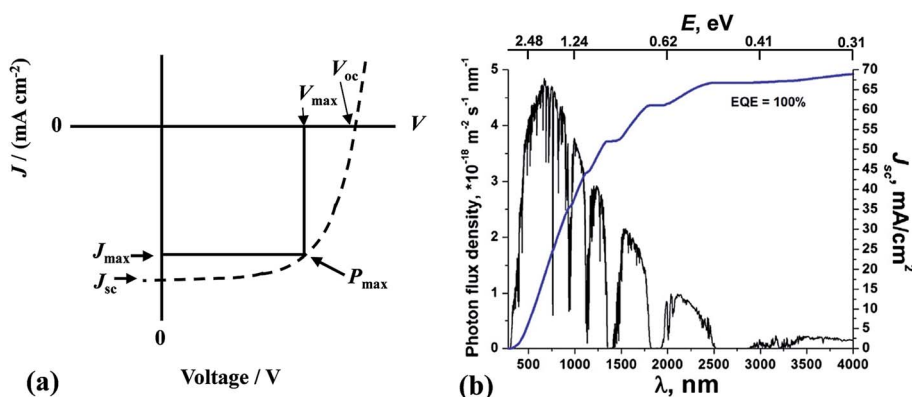 V_oc
V_max
0
V
J / (mA cm⁻²)
J_max
J_sc
P_max
0
(a)
Voltage / V
E, eV
2.48 1.24 0.62 0.41 0.31
Photon flux density, *10⁻¹⁸ m⁻² s⁻¹ nm⁻¹
5
4
3
2
1
0
EQE = 100%
70
65
60
55
50
45
40
35
30
25
20
15
10
5
0
J_sc, mA/cm²
500 1000 1500 2000 2500 3000 3500 4000
(b)
λ, nm